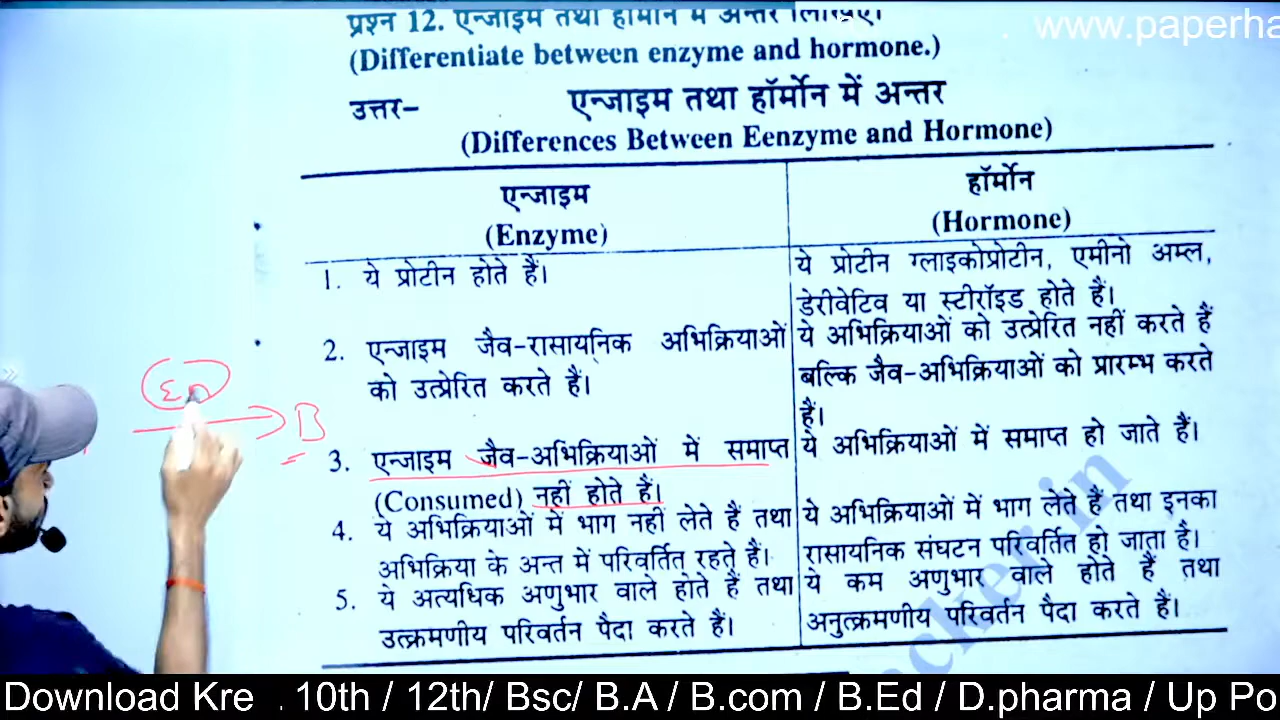 www.paperha
प्रश्न 12. एन्जाइम तथा हॉर्मोन में अन्तर लिखिए।
(Differentiate between enzyme and hormone.)
उत्तर– एन्जाइम तथा हॉर्मोन में अन्तर
(Differences Between Eenzyme and Hormone)
एन्जाइम
(Enzyme)
हॉर्मोन
(Hormone)
1. ये प्रोटीन होते हैं।
ये प्रोटीन ग्लाइकोप्रोटीन, एमीनो अम्ल,
डेरीवेटिव या स्टीरॉइड होते हैं।
2. एन्जाइम जैव-रासायनिक अभिक्रियाओं
को उत्प्रेरित करते हैं।
ये अभिक्रियाओं को उत्प्रेरित नहीं करते हैं
बल्कि जैव-अभिक्रियाओं को प्रारम्भ करते
हैं।
3. एन्जाइम जैव-अभिक्रियाओं में समाप्त
(Consumed) नहीं होते हैं।
ये अभिक्रियाओं में समाप्त हो जाते हैं।
4. ये अभिक्रियाओं में भाग नहीं लेते हैं तथा
अभिक्रिया के अन्त में परिवर्तित रहते हैं।
ये अभिक्रियाओं में भाग लेते हैं तथा इनका
रासायनिक संघटन परिवर्तित हो जाता है।
5. ये अत्यधिक अणुभार वाले होते हैं तथा
उत्क्रमणीय परिवर्तन पैदा करते हैं।
ये कम अणुभार वाले होते हैं तथा
अनुत्क्रमणीय परिवर्तन पैदा करते हैं।
B
Download Kre . 10th / 12th/ Bsc/ B.A / B.com / B.Ed / D.pharma / Up Po